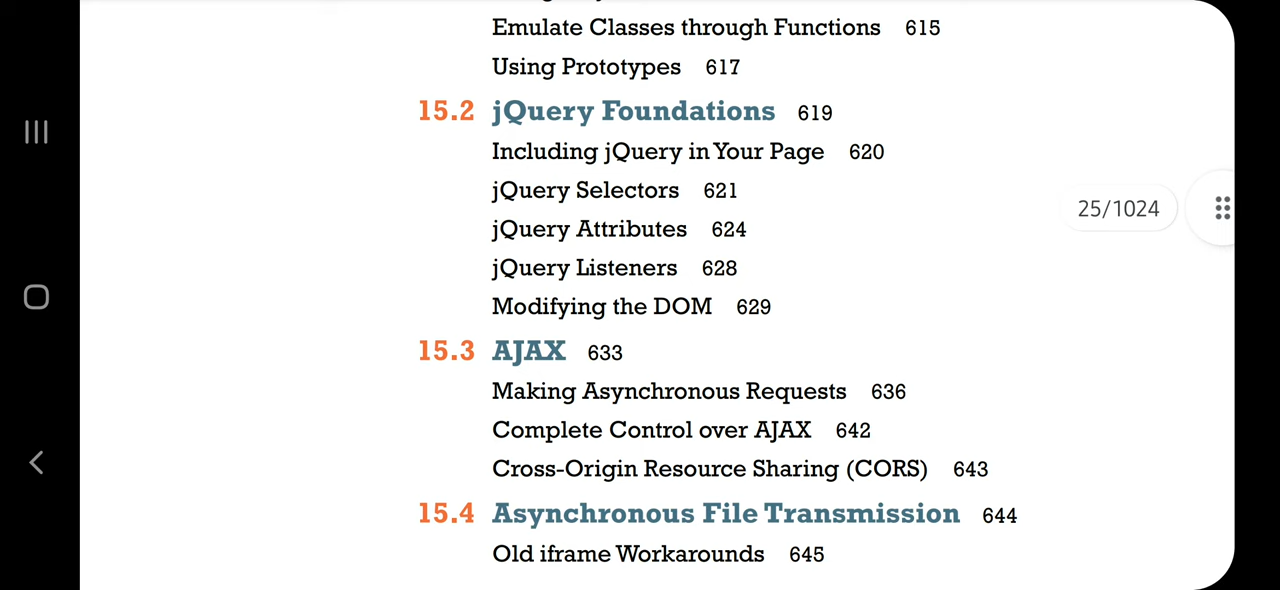 Emulate Classes through Functions 615
Using Prototypes 617
15.2 jQuery Foundations 619
Including jQuery in Your Page 620
jQuery Selectors 621
25/1024
jQuery Attributes 624
jQuery Listeners 628
Modifying the DOM 629
15.3 AJAX 633
Making Asynchronous Requests 636
Complete Control over AJAX 642
Cross-Origin Resource Sharing (CORS) 643
15.4 Asynchronous File Transmission 644
Old iframe Workarounds 645